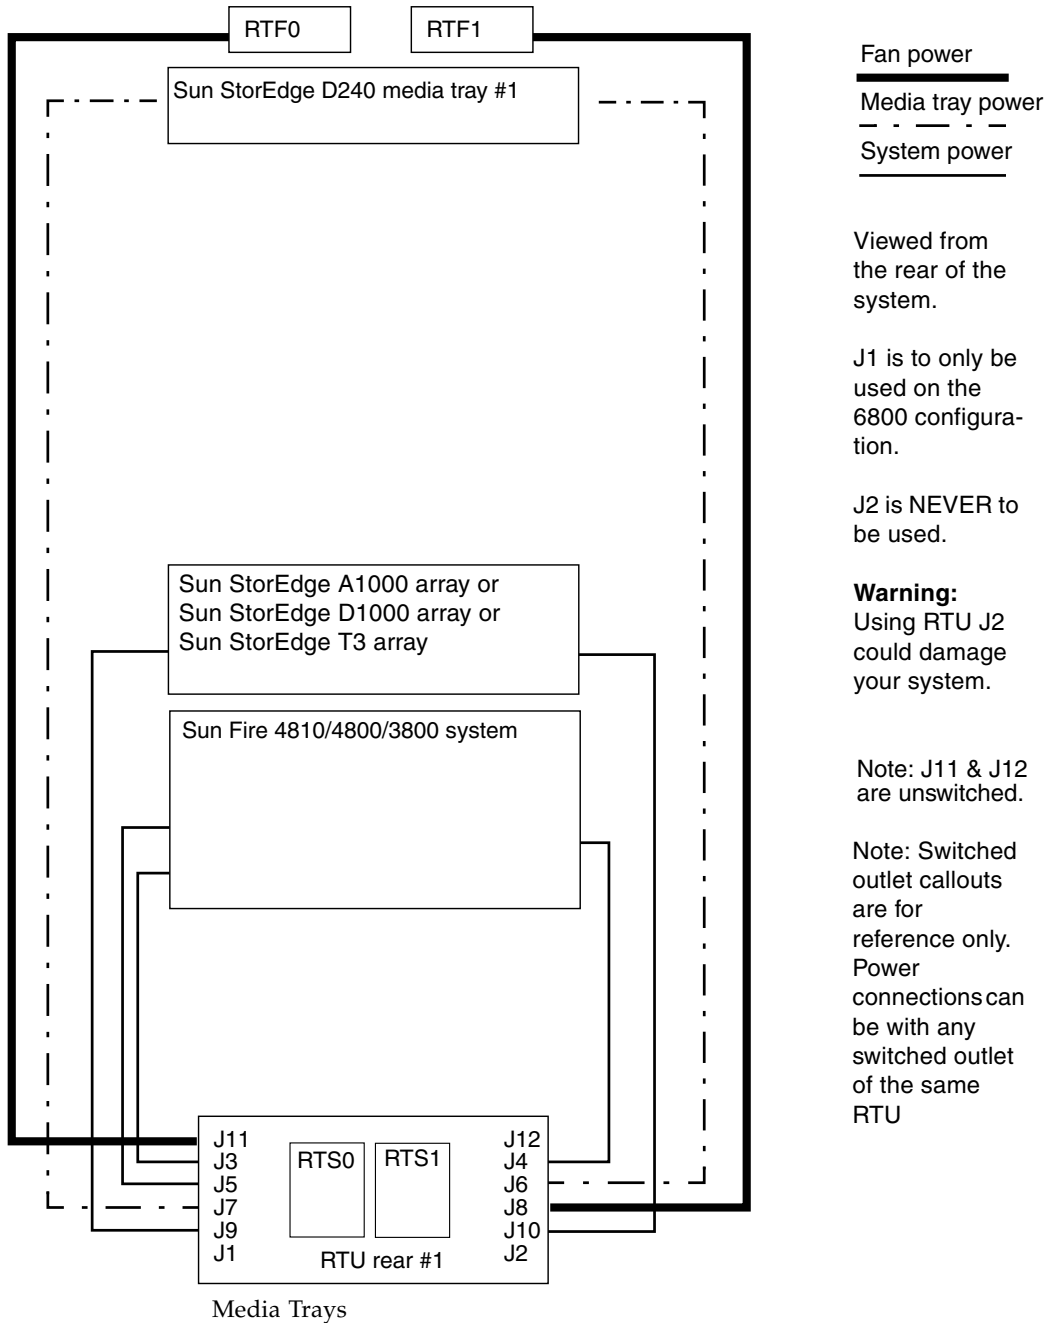 RTF0
RTF1
Sun StorEdge D240 media tray #1
Fan power
Media tray power
System power
Viewed from
the rear of the
system.
J1 is to only be
used on the
6800 configura-
tion.
J2 is NEVER to
be used.
Warning:
Using RTU J2
could damage
your system.
Note: J11 & J12
are unswitched.
Note: Switched
outlet callouts
are for
reference only.
Power
connections can
be with any
switched outlet
of the same
RTU
Sun StorEdge A1000 array or
Sun StorEdge D1000 array or
Sun StorEdge T3 array
Sun Fire 4810/4800/3800 system
J11
J3
J5
J7
J9
J1
RTS0
RTS1
RTU rear #1
J12
J4
J6
J8
J10
J2
Media Trays